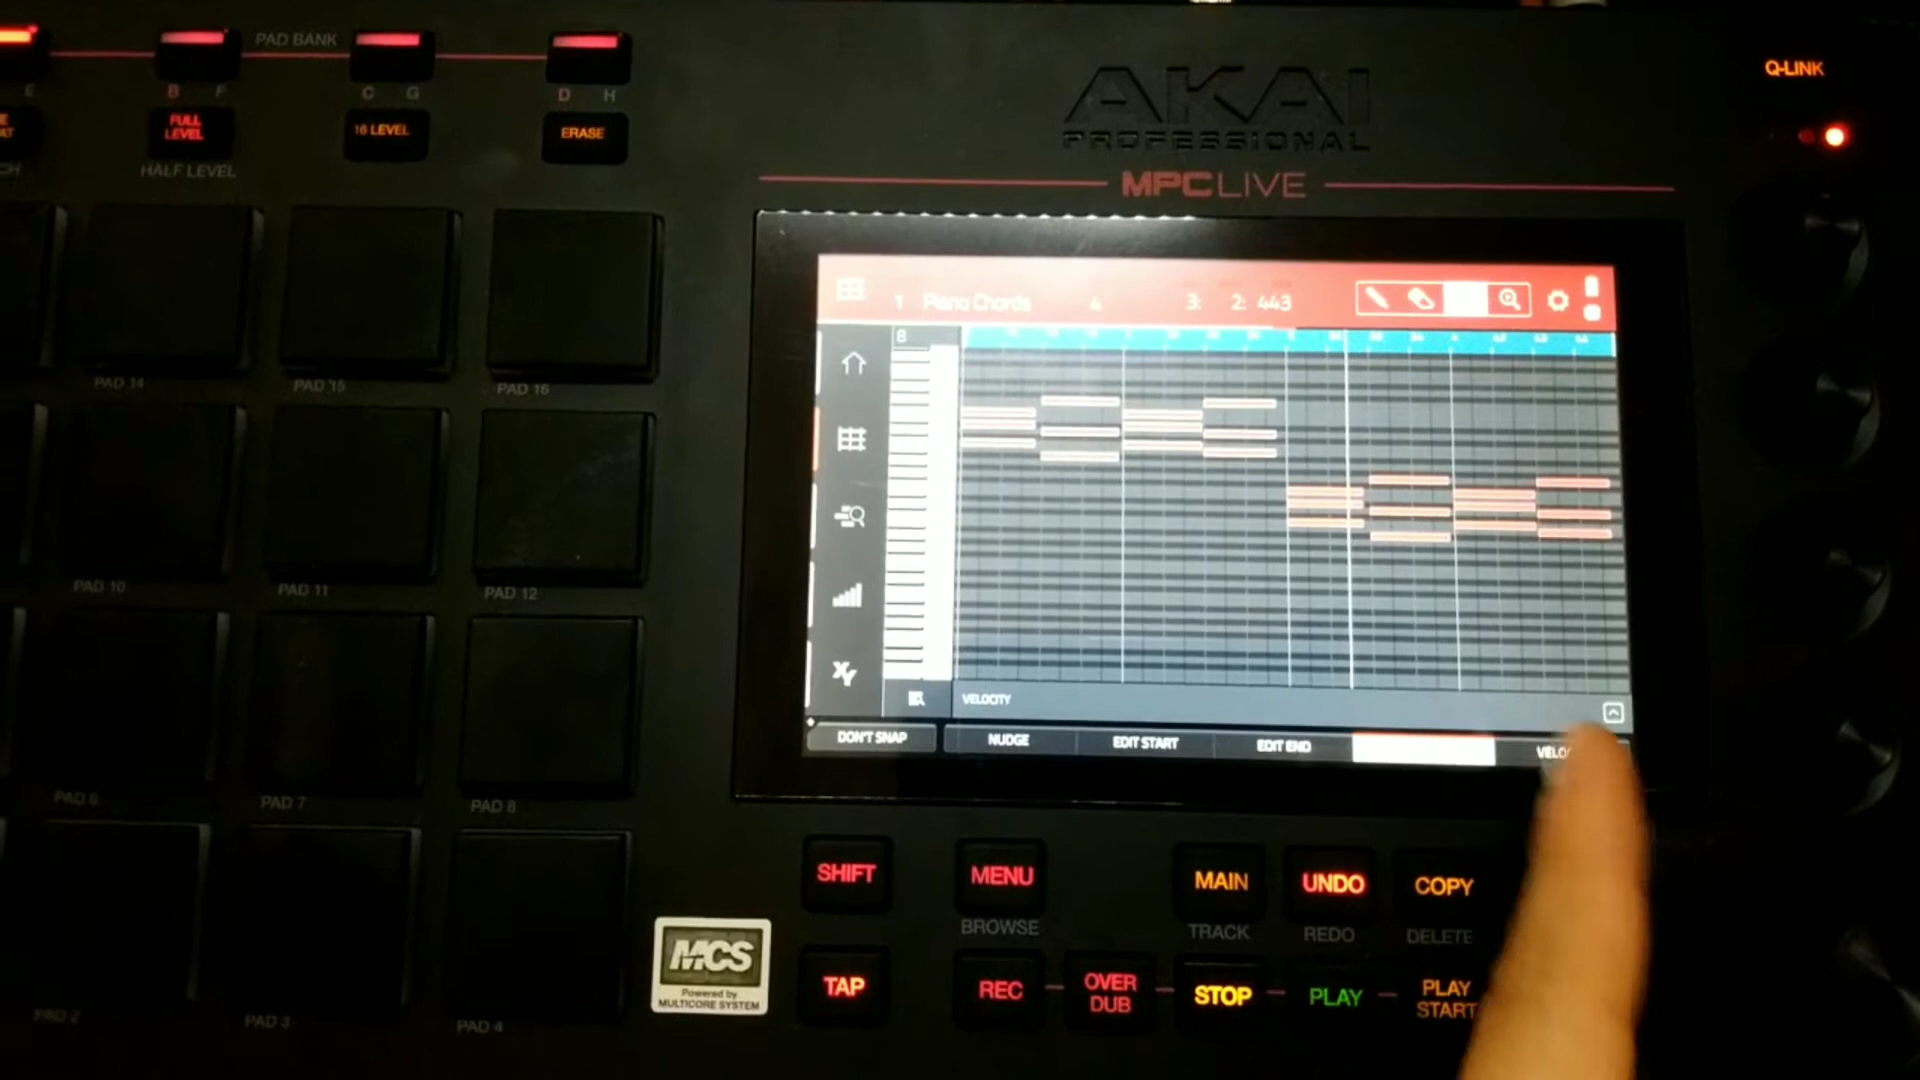 PAD BANK
Q-LINK
E
B F
C G
D H
FULL
LEVEL
16 LEVEL
ERASE
HALF LEVEL
AKAI
PROFESSIONAL
MPC LIVE
1 Piano Chords 4 3: 2: 443
8
PAD 14
PAD 15
PAD 16
PAD 10
PAD 11
PAD 12
XY
VELOCITY
DON'T SNAP
NUDGE
EDIT START
EDIT END
PAD 6
PAD 7
PAD 8
SHIFT
MENU
MAIN
UNDO
COPY
BROWSE
TRACK
REDO
DELETE
MCS
Powered by
MULTICORE SYSTEM
TAP
REC
OVER
DUB
STOP
PLAY
PLAY
START
PAD 2
PAD 3
PAD 4